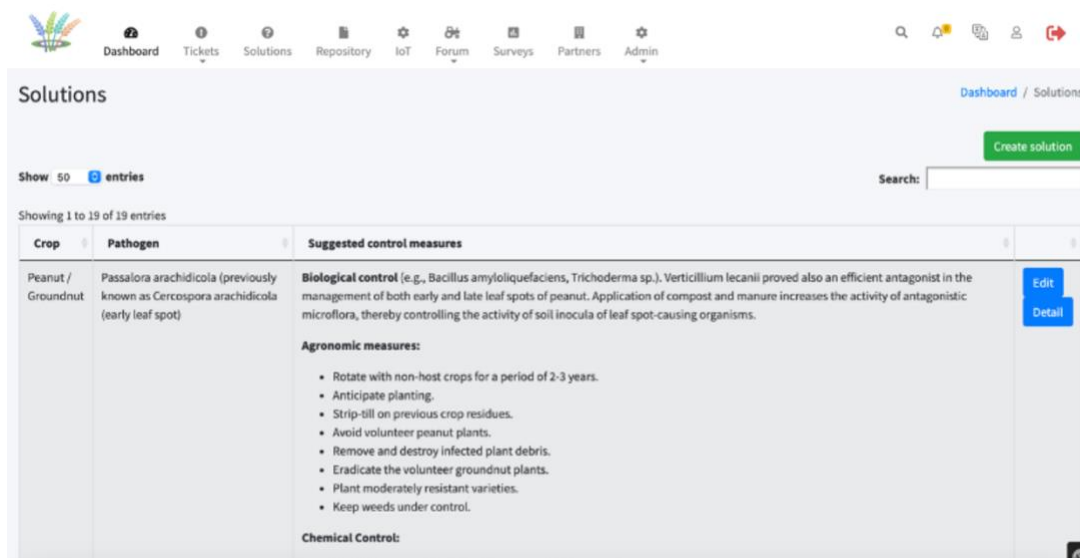 Dashboard
Tickets
Solutions
Repository
IoT
Forum
Surveys
Partners
Admin
Solutions
Dashboard / Solutions
Create solution
Show 50 entries
Search:
Showing 1 to 19 of 19 entries
Crop
Pathogen
Suggested control measures
Peanut /
Groundnut
Passalora arachidicola (previously
known as Cercospora arachidicola
(early leaf spot)
Biological control (e.g., Bacillus amyloliquefaciens, Trichoderma sp.). Verticillium lecanii proved also an efficient antagonist in the
management of both early and late leaf spots of peanut. Application of compost and manure increases the activity of antagonistic
microflora, thereby controlling the activity of soil inocula of leaf spot-causing organisms.
Agronomic measures:
• Rotate with non-host crops for a period of 2-3 years.
• Anticipate planting.
• Strip-till on previous crop residues.
• Avoid volunteer peanut plants.
• Remove and destroy infected plant debris.
• Eradicate the volunteer groundnut plants.
• Plant moderately resistant varieties.
• Keep weeds under control.
Chemical Control:
Edit
Detail